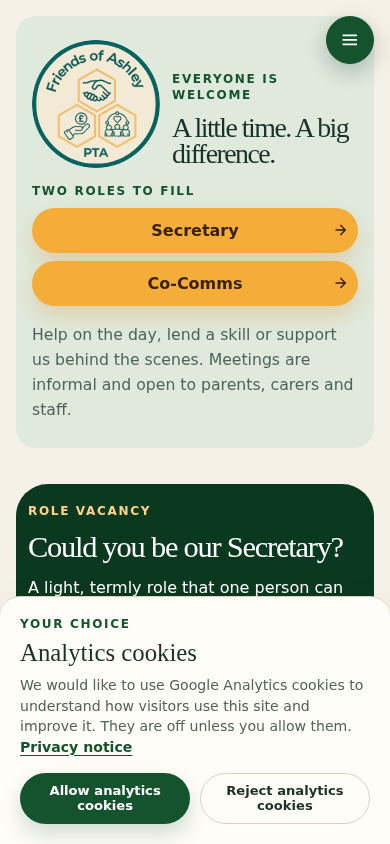 Friends of Ashley
£
PTA
EVERYONE IS
WELCOME
A little time. A big
difference.
TWO ROLES TO FILL
Secretary
Co-Comms
Help on the day, lend a skill or support
us behind the scenes. Meetings are
informal and open to parents, carers and
staff.
ROLE VACANCY
Could you be our Secretary?
A light, termly role that one person can
YOUR CHOICE
Analytics cookies
We would like to use Google Analytics cookies to
understand how visitors use this site and
improve it. They are off unless you allow them.
Privacy notice
Allow analytics
cookies
Reject analytics
cookies